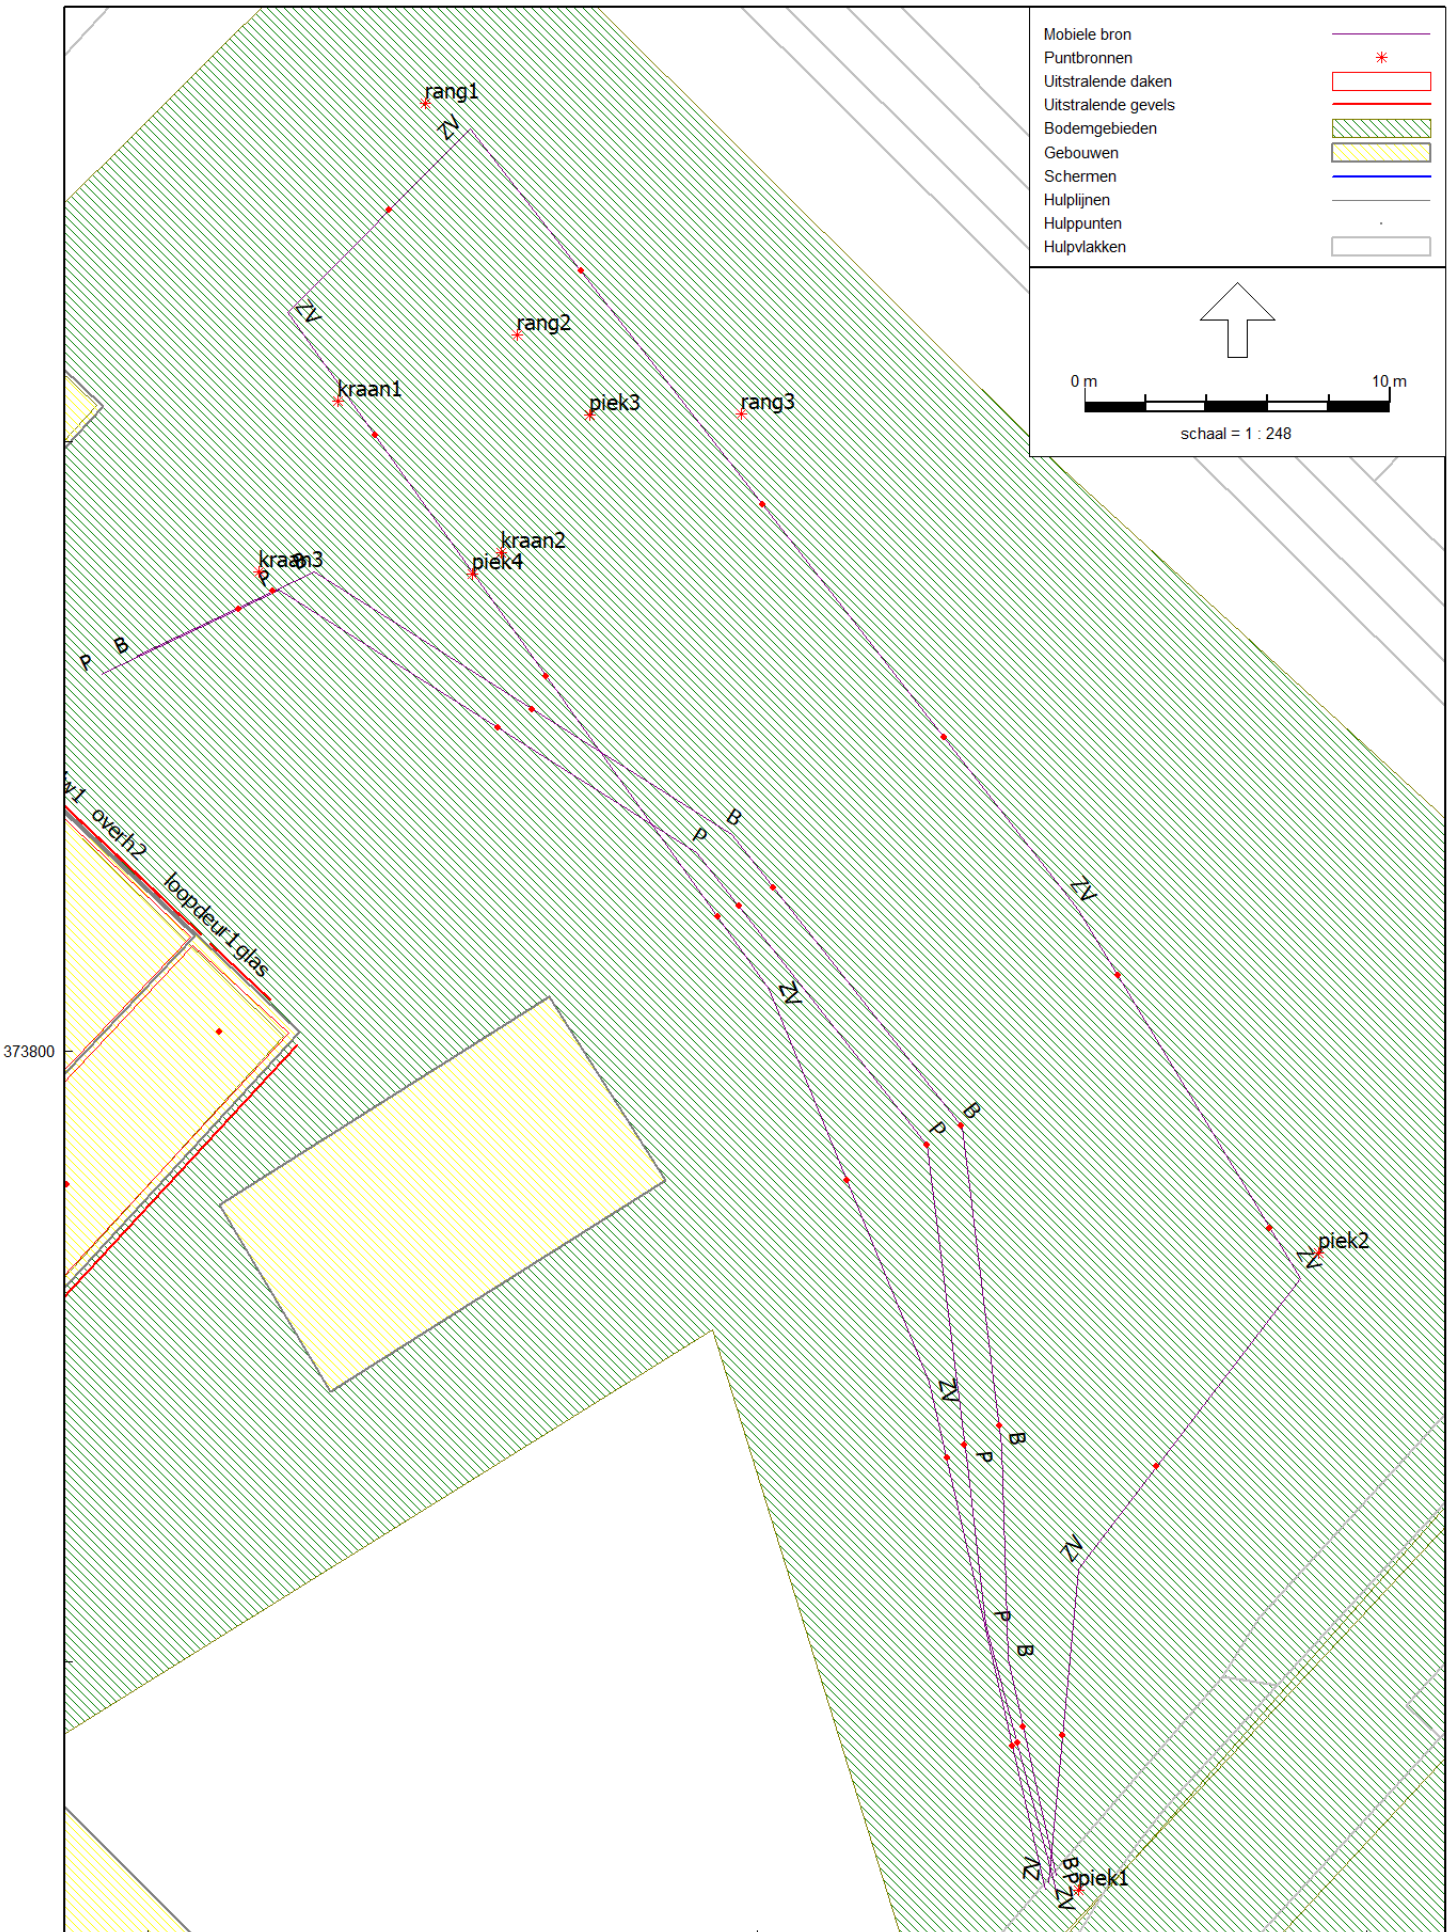 Mobiele bron
Puntbronnen
Uitstralende daken
Uitstralende gevels
Bodemgebieden
Gebouwen
Schermen
Hulplijnen
Hulppunten
Hulpvlakken
0 m 10 m
schaal = 1 : 248
rang1
ZV
ZV
rang2
kraan1
piek3
rang3
kraan2
kraan3
B
piek4
P
B
P
B
P
w1
overh2
loopdeur1glas
ZV
ZV
373800
B
P
piek2
ZV
ZV
B
P
ZV
P
B
ZV
B
P
ZV
piek1